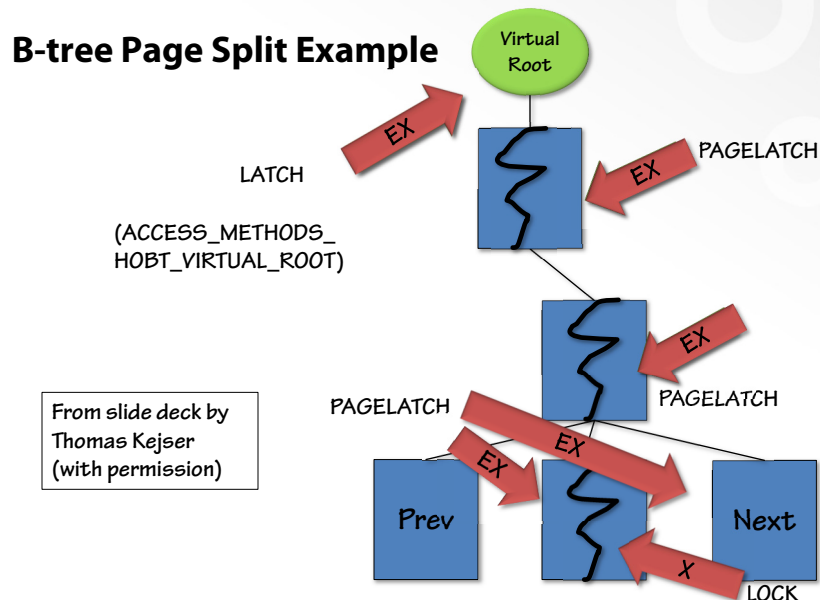 B-tree Page Split Example
Virtual
Root
EX
LATCH
(ACCESS_METHODS_
HOBT_VIRTUAL_ROOT)
EX
PAGELATCH
EX
PAGELATCH
From slide deck by
Thomas Kejser
(with permission)
PAGELATCH
EX
EX
Prev
Next
X
LOCK